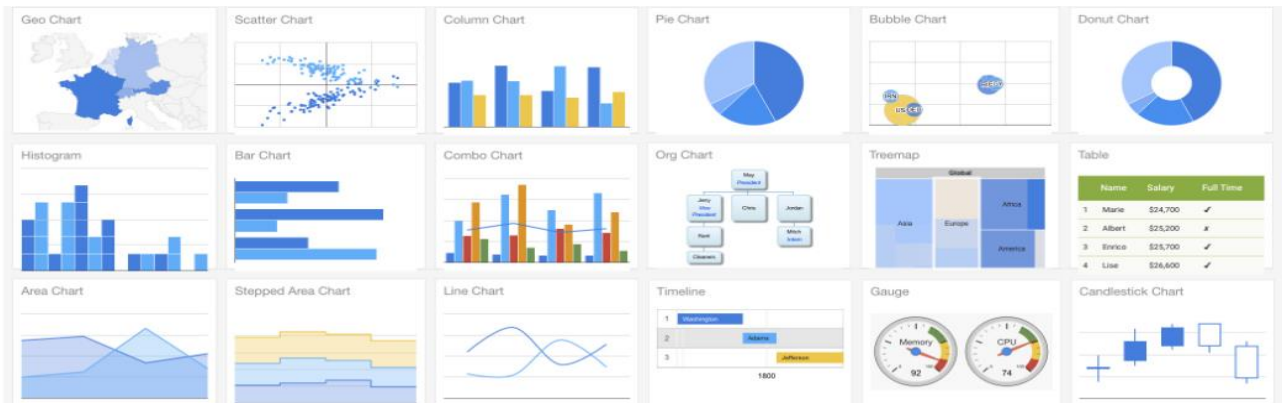 Geo Chart
Scatter Chart
Column Chart
Pie Chart
Bubble Chart
Donut Chart
Histogram
Bar Chart
Combo Chart
Org Chart
May
President
Jerry
Vice
President
Chris
Jordan
Mitch
Intern
Cleaners
Treemap
Global
Asia
Europe
Africa
America
Table
Name Salary Full Time
1 Marie $24,700 ✓
2 Albert $25,200 ✗
3 Enrico $25,700 ✓
4 Lise $26,600 ✓
Area Chart
Stepped Area Chart
Line Chart
Timeline
1 Washington
2 Adams
3 Jefferson
1800
Gauge
Memory
92
CPU
74
Candlestick Chart